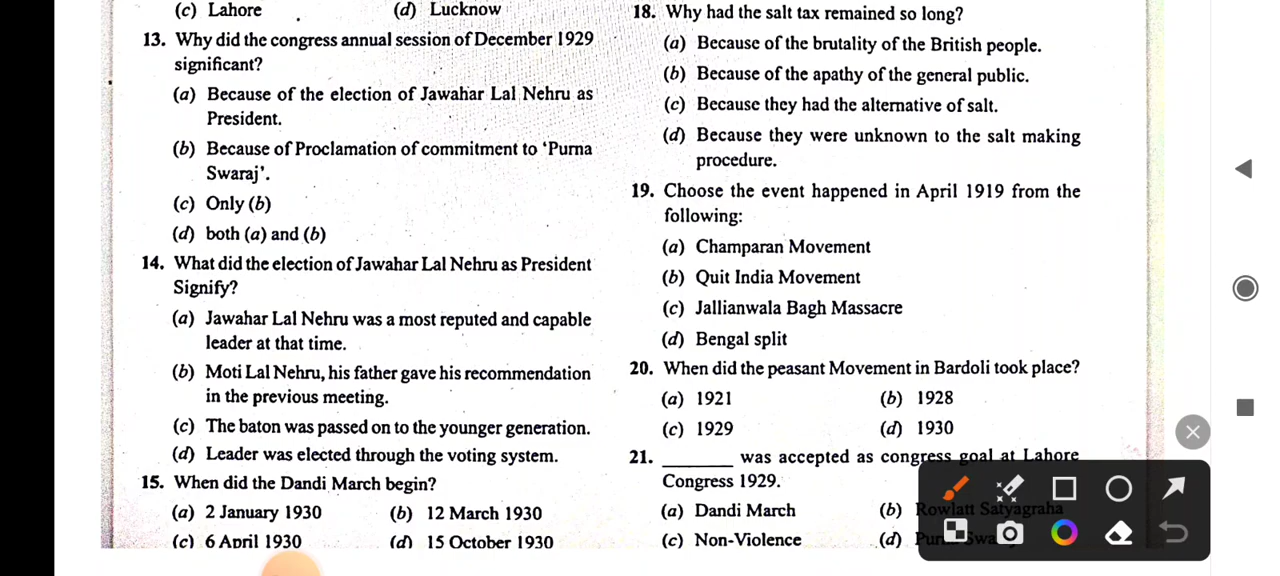 (c) Lahore (d) Lucknow
13. Why did the congress annual session of December 1929
significant?
(a) Because of the election of Jawahar Lal Nehru as
President.
(b) Because of Proclamation of commitment to ‘Purna
Swaraj’.
(c) Only (b)
(d) both (a) and (b)
14. What did the election of Jawahar Lal Nehru as President
Signify?
(a) Jawahar Lal Nehru was a most reputed and capable
leader at that time.
(b) Moti Lal Nehru, his father gave his recommendation
in the previous meeting.
(c) The baton was passed on to the younger generation.
(d) Leader was elected through the voting system.
15. When did the Dandi March begin?
(a) 2 January 1930 (b) 12 March 1930
(c) 6 April 1930 (d) 15 October 1930
18. Why had the salt tax remained so long?
(a) Because of the brutality of the British people.
(b) Because of the apathy of the general public.
(c) Because they had the alternative of salt.
(d) Because they were unknown to the salt making
procedure.
19. Choose the event happened in April 1919 from the
following:
(a) Champaran Movement
(b) Quit India Movement
(c) Jallianwala Bagh Massacre
(d) Bengal split
20. When did the peasant Movement in Bardoli took place?
(a) 1921 (b) 1928
(c) 1929 (d) 1930
21. ______ was accepted as congress goal at Lahore
Congress 1929.
(a) Dandi March (b) Rowlatt Satyagraha
(c) Non-Violence (d)